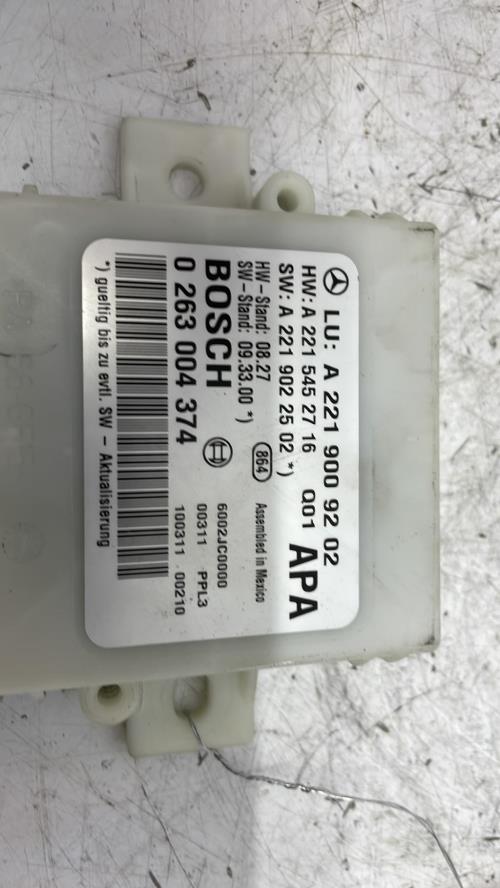 LU: A 221 900 92 02
HW: A 221 545 27 16 Q01
SW: A 221 902 25 02 *) APA
HW – Stand: 08.27
SW – Stand: 09.33.00 *) 864 Assembled in Mexico
BOSCH 6002JC0000
0 263 004 374 00311 PPL3
100311 00210
*) gueltig bis zu evtl. SW – Aktualisierung